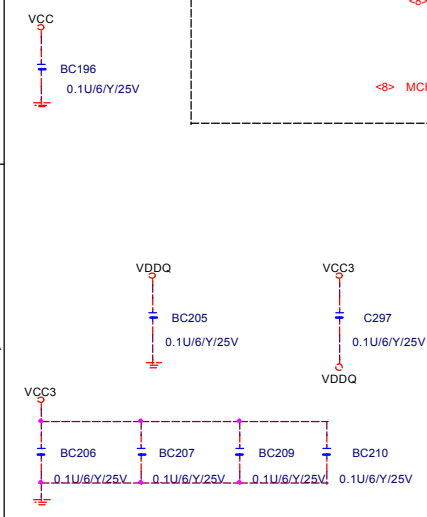 <8>
VCC
BC196
0.1U/6/Y/25V
<8> MCH
VDDQ
VCC3
BC205
C297
0.1U/6/Y/25V
0.1U/6/Y/25V
VDDQ
VCC3
BC206
BC207
BC209
BC210
0.1U/6/Y/25V
0.1U/6/Y/25V
0.1U/6/Y/25V
0.1U/6/Y/25V